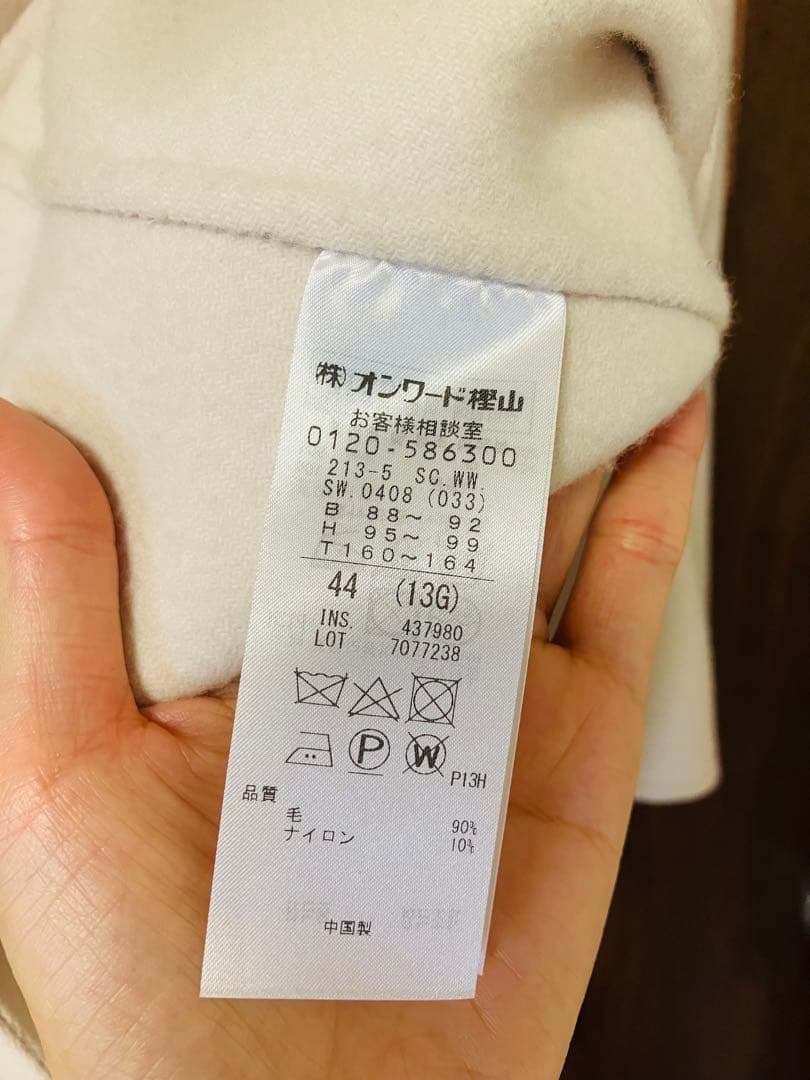 (株)オンワード樫山
お客様相談室
0120-586300
213-5 SC.WW.
SW.0408 (033)
B 88～ 92
H 95～ 99
T160～164
44 (13G)
INS. 437980
LOT 7077238
P W P13H
品質
毛 90%
ナイロン 10%
中国製